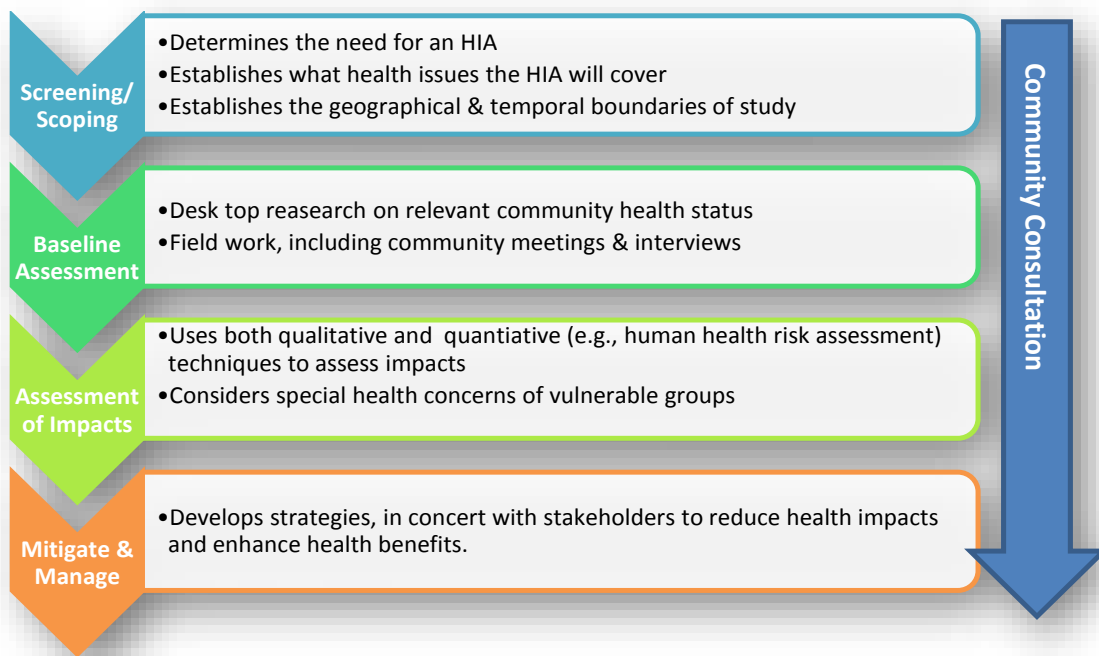 Screening/
Scoping
•Determines the need for an HIA
•Establishes what health issues the HIA will cover
•Establishes the geographical & temporal boundaries of study
Baseline
Assessment
•Desk top reasearch on relevant community health status
•Field work, including community meetings & interviews
Assessment
of Impacts
•Uses both qualitative and quantiative (e.g., human health risk assessment)
techniques to assess impacts
•Considers special health concerns of vulnerable groups
Mitigate &
Manage
•Develops strategies, in concert with stakeholders to reduce health impacts
and enhance health benefits.
Community Consultation